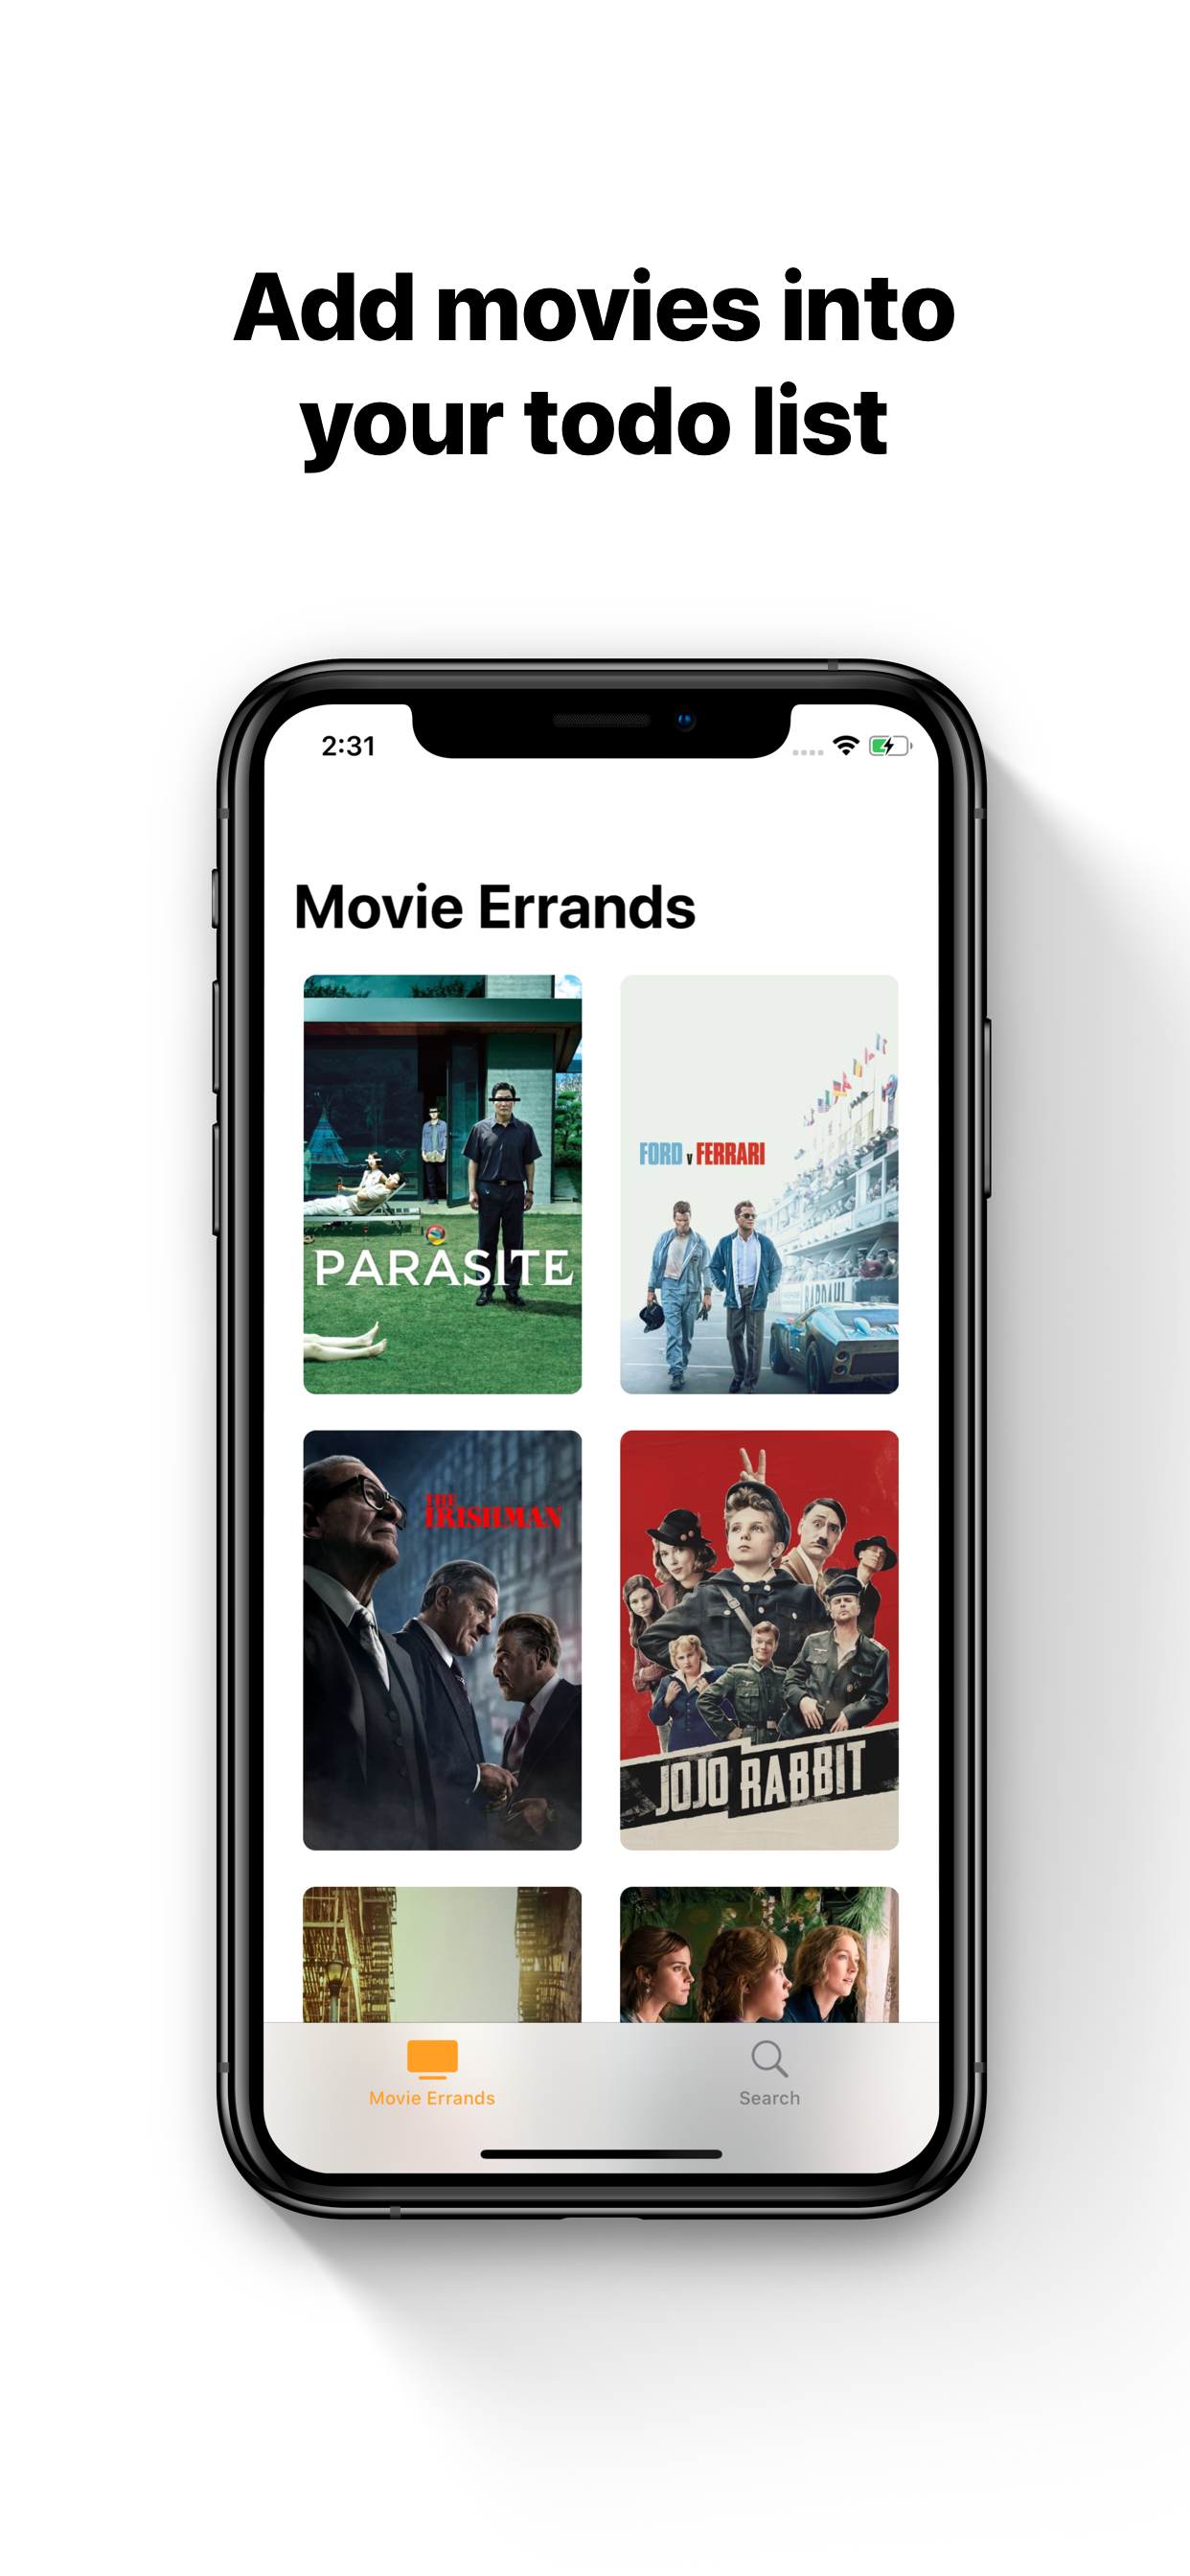 Add movies into
your todo list
2:31
Movie Errands
PARASITE
FORD v FERRARI
BARDAHL
THE
IRISHMAN
JOJO RABBIT
Movie Errands
Search